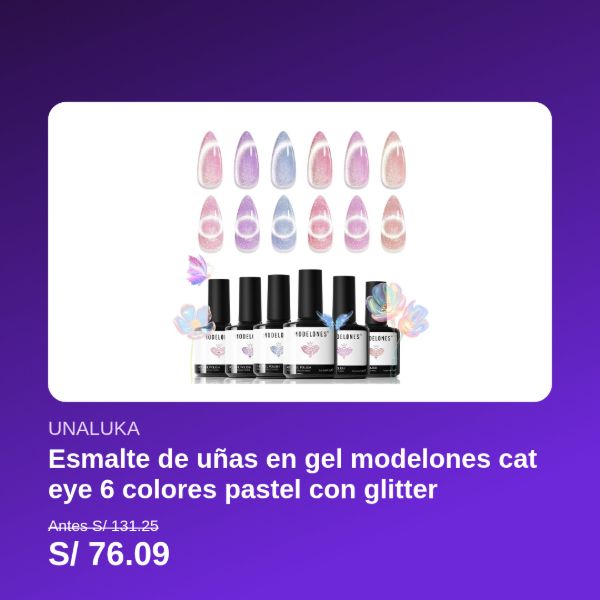 MODELONES
UNALUKA
Esmalte de uñas en gel modelones cat
eye 6 colores pastel con glitter
Antes S/ 131.25
S/ 76.09